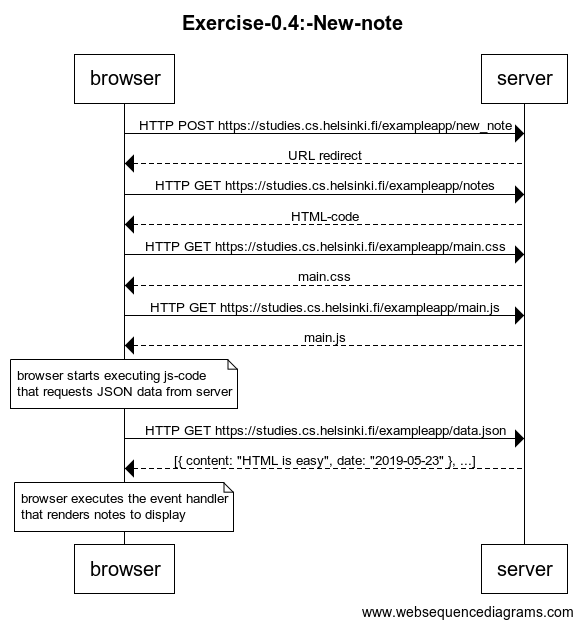 Exercise-0.4:-New-note
browser
server
HTTP POST https://studies.cs.helsinki.fi/exampleapp/new_note
URL redirect
HTTP GET https://studies.cs.helsinki.fi/exampleapp/notes
HTML-code
HTTP GET https://studies.cs.helsinki.fi/exampleapp/main.css
main.css
HTTP GET https://studies.cs.helsinki.fi/exampleapp/main.js
main.js
browser starts executing js-code
that requests JSON data from server
HTTP GET https://studies.cs.helsinki.fi/exampleapp/data.json
[{ content: "HTML is easy", date: "2019-05-23" }, ...]
browser executes the event handler
that renders notes to display
browser
server
www.websequencediagrams.com